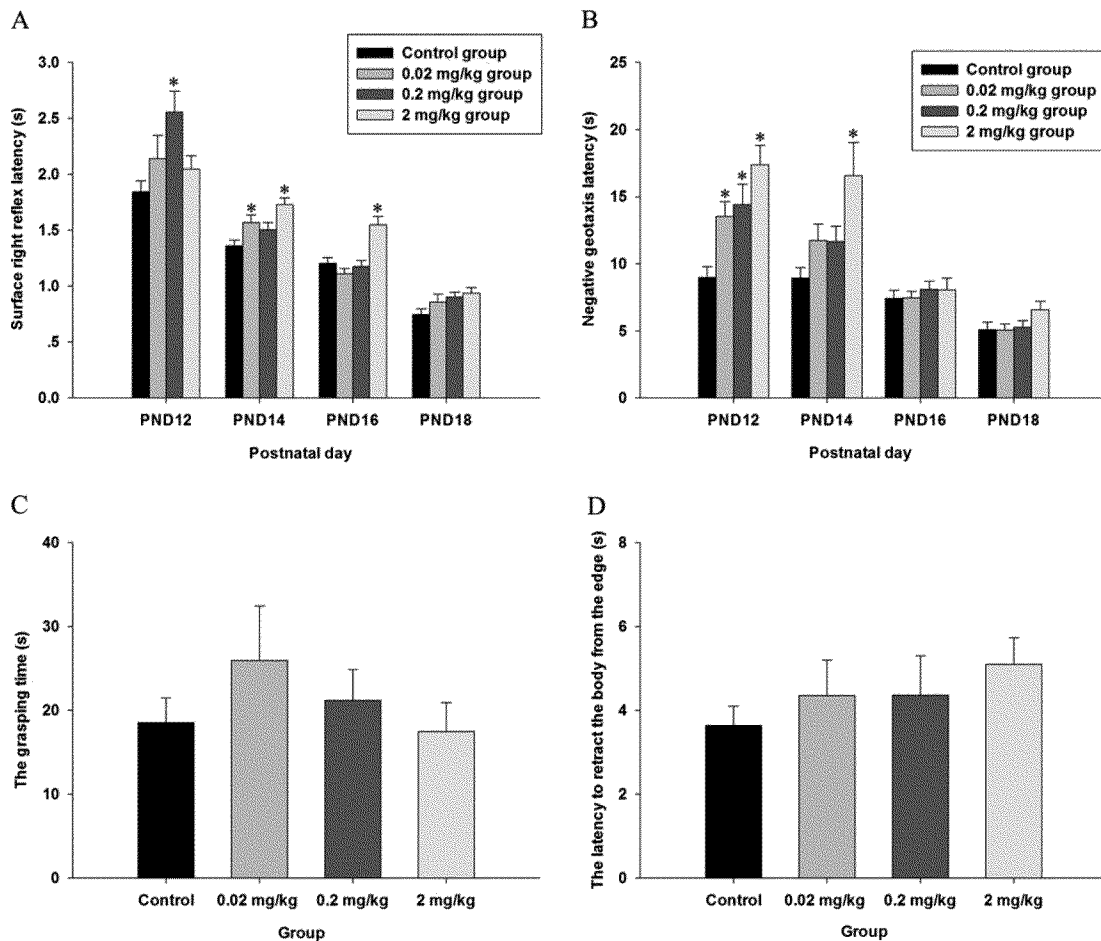 A
Control group
0.02 mg/kg group
0.2 mg/kg group
2 mg/kg group
Surface right reflex latency (s)
3.0
2.5
2.0
1.5
1.0
.5
0.0
*
*
*
*
PND12 PND14 PND16 PND18
Postnatal day
B
Control group
0.02 mg/kg group
0.2 mg/kg group
2 mg/kg group
Negative geotaxis latency (s)
25
20
15
10
5
0
*
*
*
*
PND12 PND14 PND16 PND18
Postnatal day
C
The grasping time (s)
40
30
20
10
0
Control 0.02 mg/kg 0.2 mg/kg 2 mg/kg
Group
D
The latency to retract the body from the edge (s)
8
6
4
2
0
Control 0.02 mg/kg 0.2 mg/kg 2 mg/kg
Group